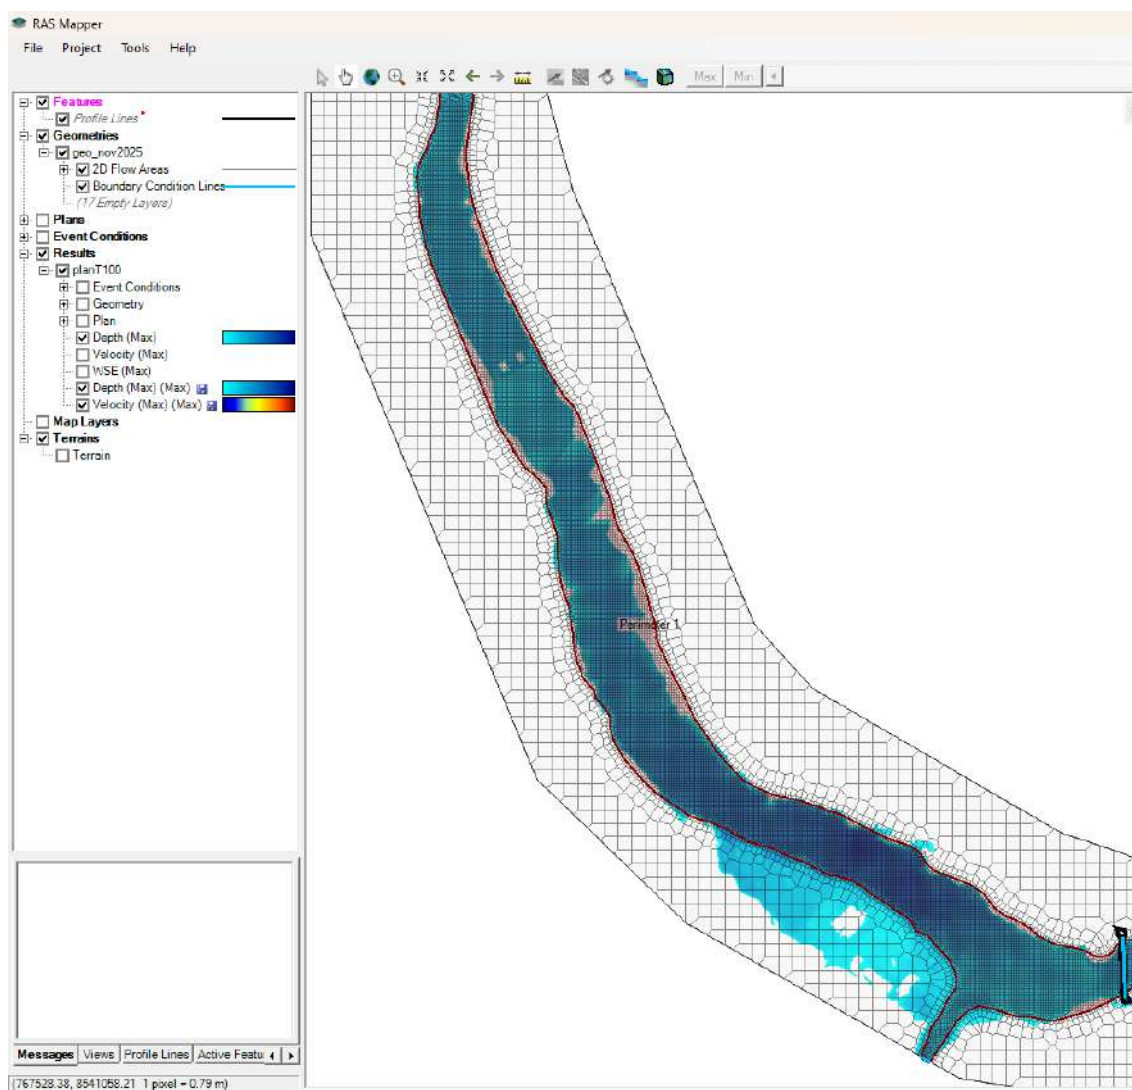 RAS Mapper
File Project Tools Help
Max Min
Features
Profile Lines
Geometries
geo_nov2025
2D Flow Areas
Boundary Condition Lines
(17 Empty Layers)
Plans
Event Conditions
Results
planT100
Event Conditions
Geometry
Plan
Depth (Max)
Velocity (Max)
WSE (Max)
Depth (Max) (Max)
Velocity (Max) (Max)
Map Layers
Terrains
Terrain
Perimeter 1
Messages Views Profile Lines Active Featu
(767528.38, 8541058.21 1 pixel = 0.79 m)